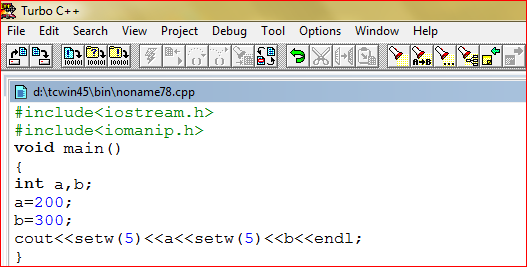 Turbo C++
File Edit Search View Project Debug Tool Options Window Help
d:\tcwin45\bin\noname78.cpp
#include<iostream.h>
#include<iomanip.h>
void main()
{
int a,b;
a=200;
b=300;
cout<<setw(5)<<a<<setw(5)<<b<<endl;
}